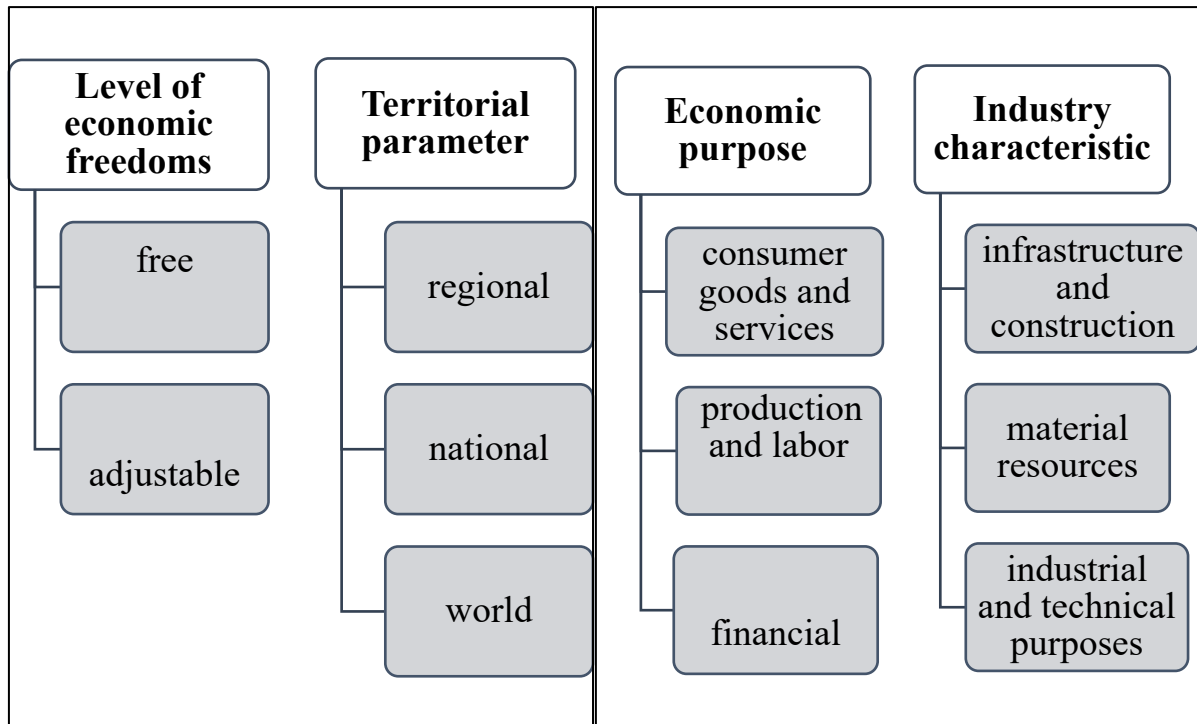 Level of
economic
freedoms
free
adjustable
Territorial
parameter
regional
national
world
Economic
purpose
consumer
goods and
services
production
and labor
financial
Industry
characteristic
infrastructure
and
construction
material
resources
industrial
and technical
purposes